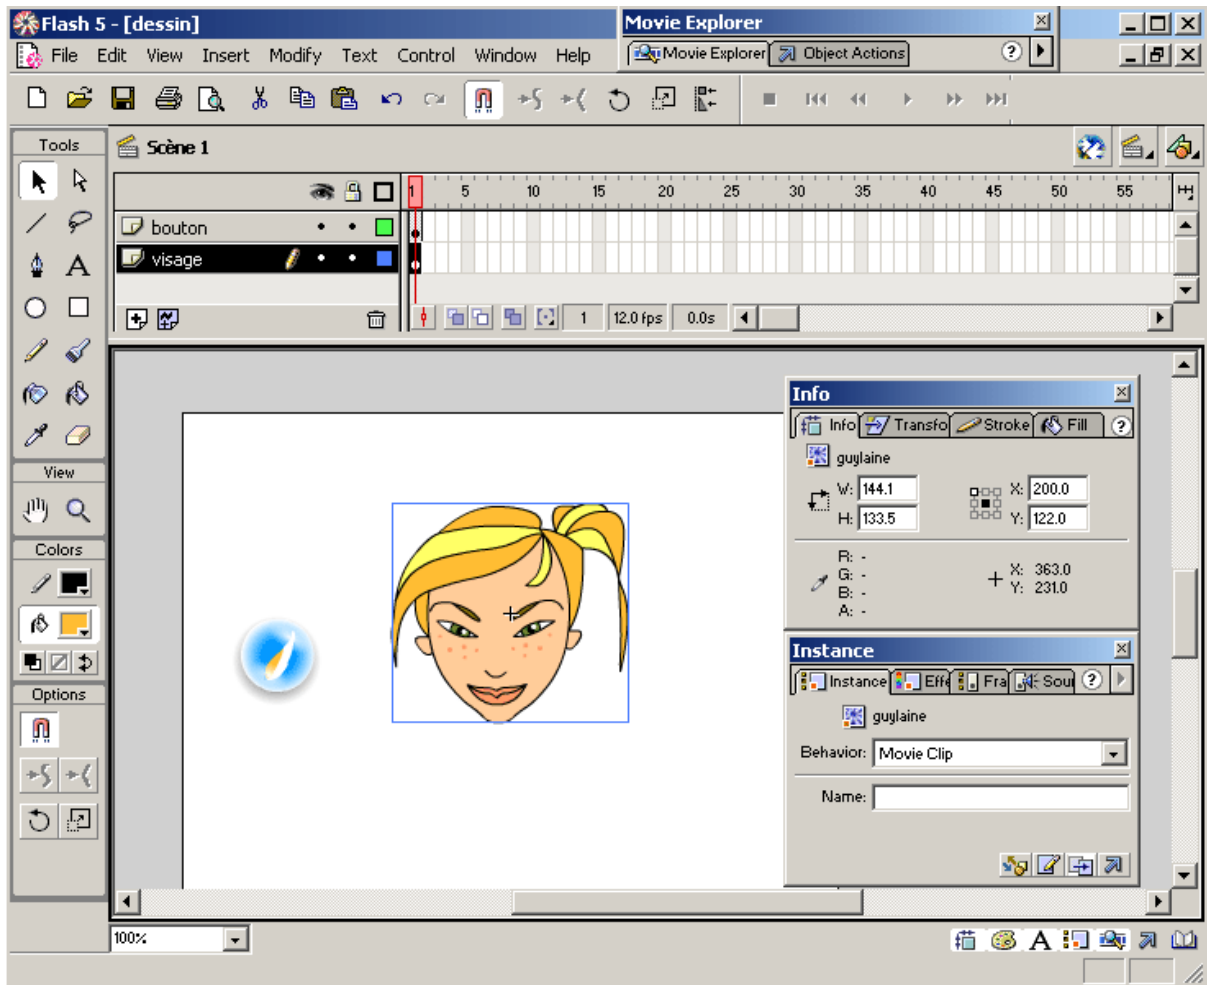 Flash 5 - [dessin]
Movie Explorer
File Edit View Insert Modify Text Control Window Help
Movie Explorer Object Actions ?
Tools
Scène 1
1 5 10 15 20 25 30 35 40 45 50 55
bouton
visage
A
1 12.0 fps 0.0s
View
Colors
Options
Info
Info Transfo Stroke Fill ?
guylaine
W: 144.1 X: 200.0
H: 133.5 Y: 122.0
R: -
G: -
B: -
A: -
X: 363.0
Y: 231.0
Instance
Instance Effe Fra Soun ?
guylaine
Behavior: Movie Clip
Name:
100%
A